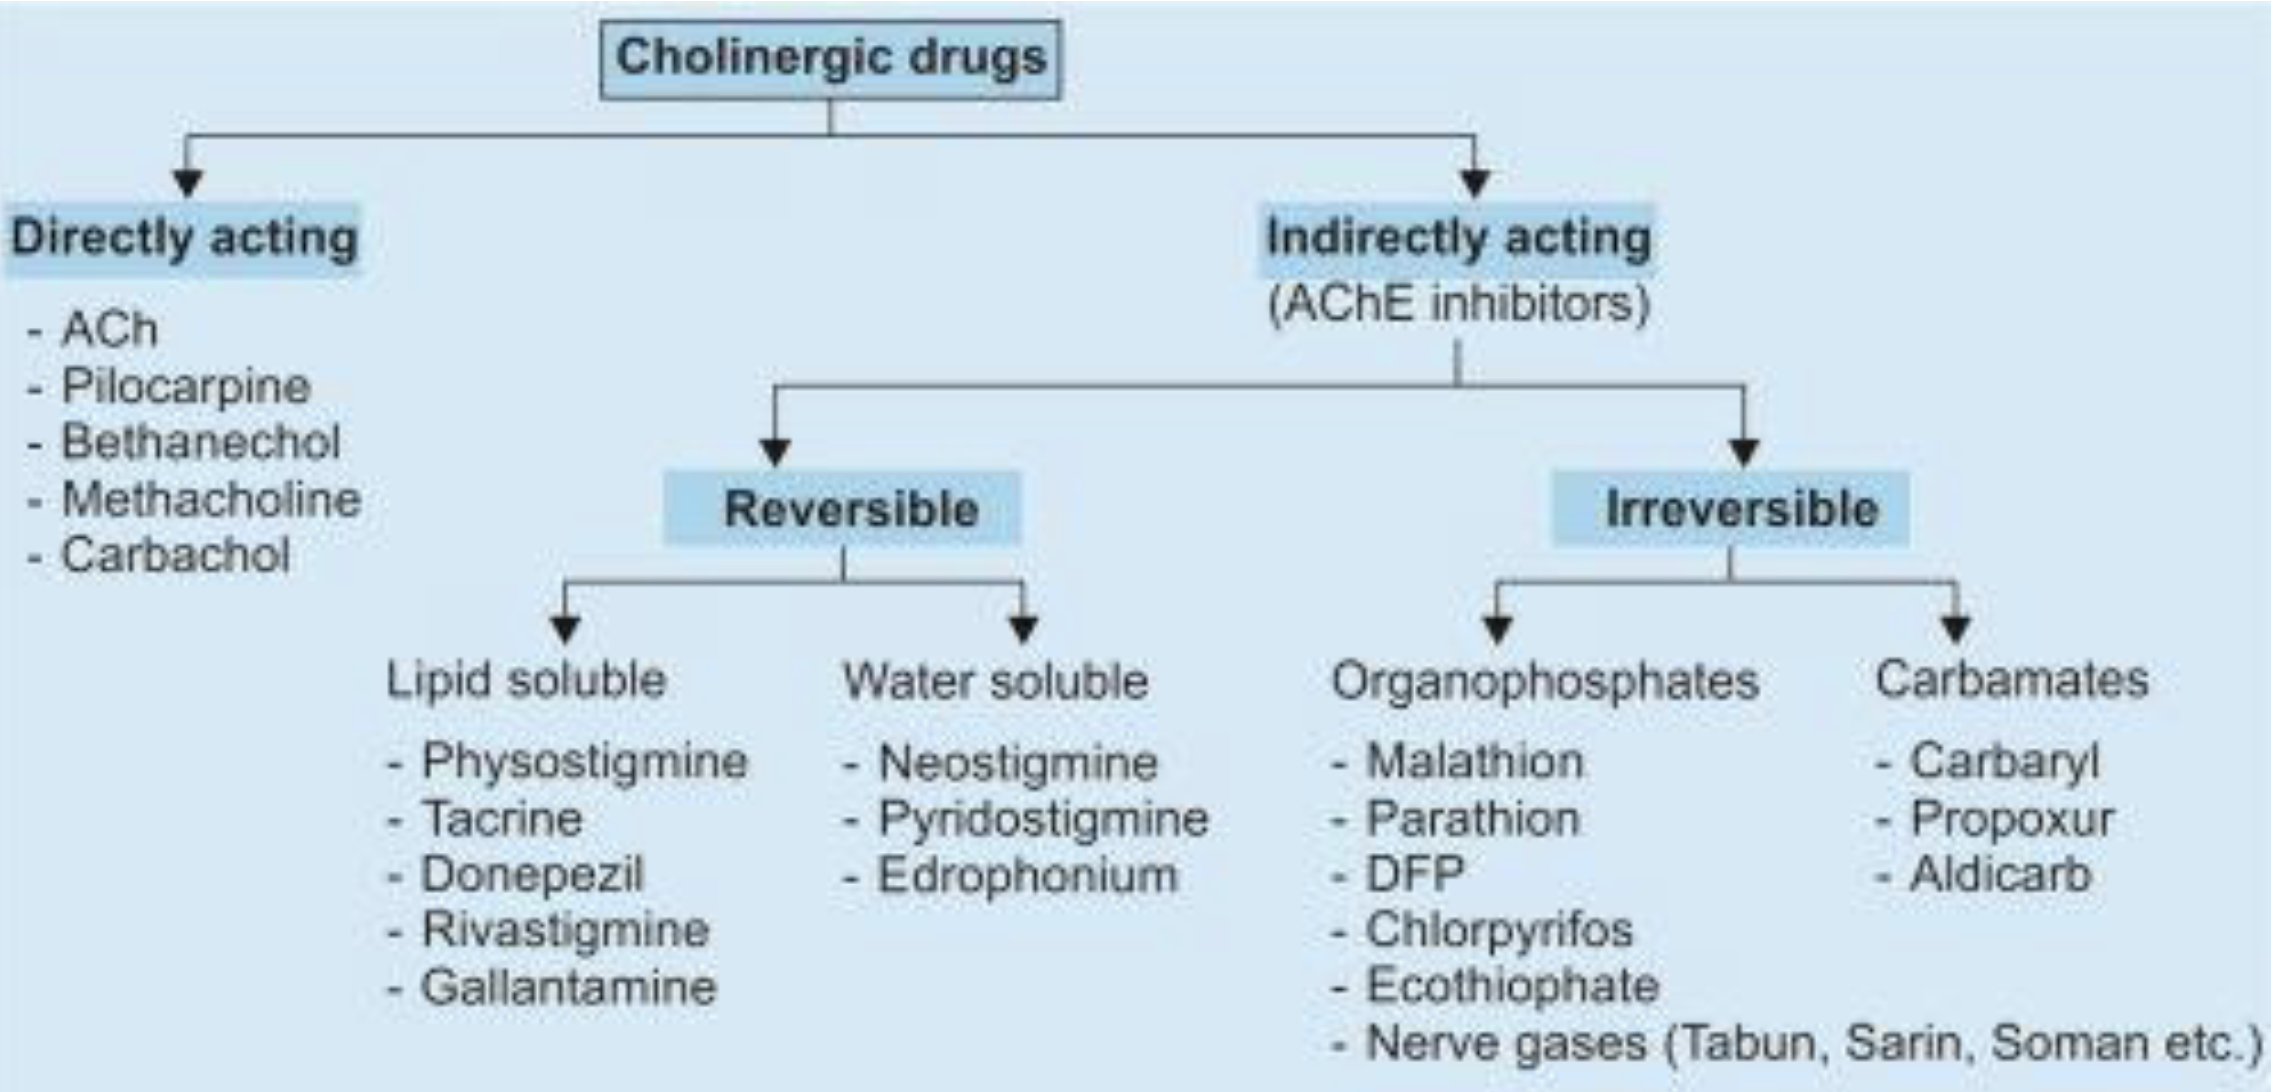 Cholinergic drugs
Directly acting
- ACh
- Pilocarpine
- Bethanechol
- Methacholine
- Carbachol
Indirectly acting
(AChE inhibitors)
Reversible
Lipid soluble
- Physostigmine
- Tacrine
- Donepezil
- Rivastigmine
- Gallantamine
Water soluble
- Neostigmine
- Pyridostigmine
- Edrophonium
Irreversible
Organophosphates
- Malathion
- Parathion
- DFP
- Chlorpyrifos
- Ecothiophate
- Nerve gases (Tabun, Sarin, Soman etc.)
Carbamates
- Carbaryl
- Propoxur
- Aldicarb